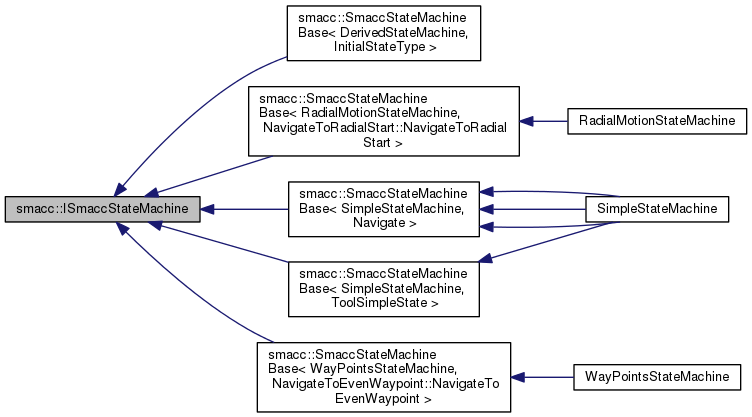 smacc::SmaccStateMachine
Base< DerivedStateMachine,
InitialStateType >
smacc::SmaccStateMachine
Base< RadialMotionStateMachine,
NavigateToRadialStart::NavigateToRadial
Start >
RadialMotionStateMachine
smacc::ISmaccStateMachine
smacc::SmaccStateMachine
Base< SimpleStateMachine,
Navigate >
SimpleStateMachine
smacc::SmaccStateMachine
Base< SimpleStateMachine,
ToolSimpleState >
smacc::SmaccStateMachine
Base< WayPointsStateMachine,
NavigateToEvenWaypoint::NavigateTo
EvenWaypoint >
WayPointsStateMachine